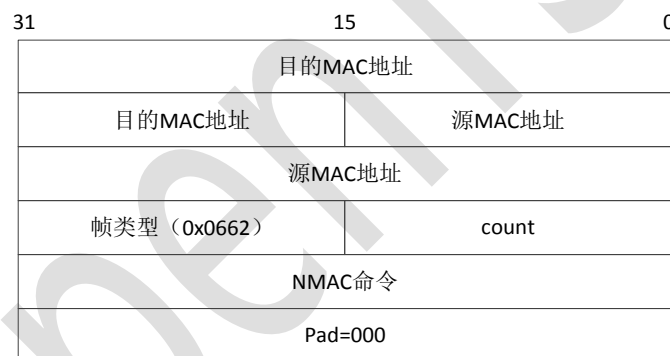 31 15 0
目的MAC地址
目的MAC地址 源MAC地址
源MAC地址
帧类型（0x0662） count
NMAC命令
Pad=000